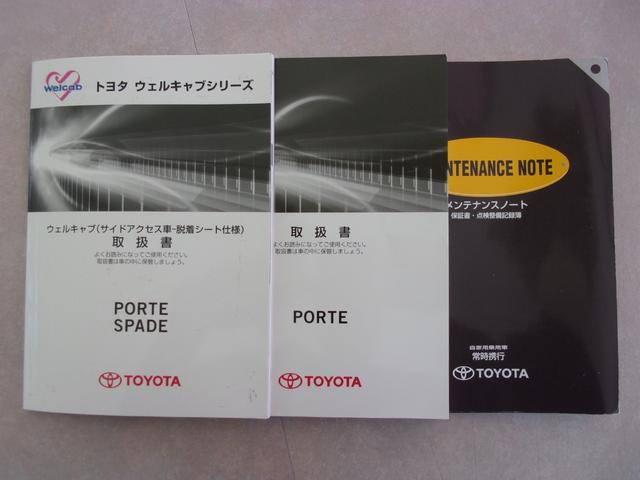 Welcab
トヨタ ウェルキャブシリーズ
ウェルキャブ(サイドアクセス車-脱着シート仕様)
取扱書
よくお読みになってご使用ください。
取扱書は車の中に保管しましょう。
PORTE
SPADE
TOYOTA
取扱書
よくお読みになってご使用ください。
取扱書は車の中に保管しましょう。
PORTE
TOYOTA
NTENANCE NOTE
メンテナンスノート
保証書・点検整備記録簿
自家用乗用車
常時携行
TOYOTA